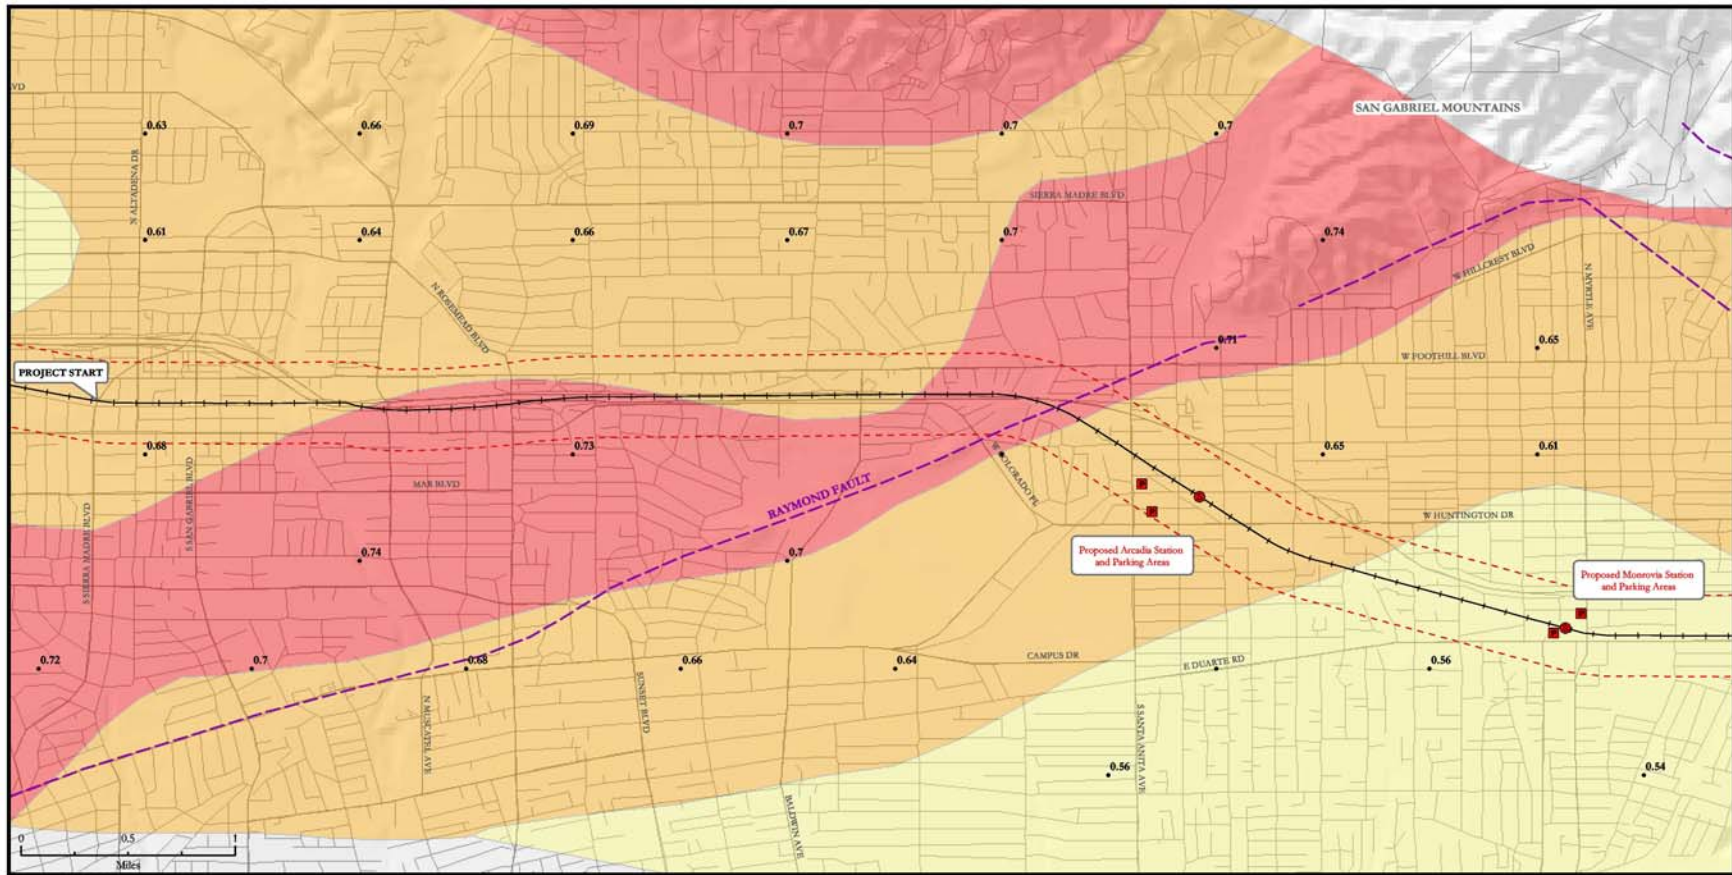 VD
SAN GABRIEL MOUNTAINS
0.63
0.66
0.69
0.7
0.7
0.7
N ALTADENA DR
SIERRA MADRE BLVD
0.61
0.64
0.66
0.67
0.7
0.74
W HILLCREST BLVD
N MYRTLE AVE
N ROSEMEAD BLVD
0.71
0.65
W FOOTHILL BLVD
PROJECT START
0.68
0.73
0.65
0.61
W COLORADO PL
S SAN GABRIEL BLVD
MAR BLVD
RAYMOND FAULT
S SIERRA MADRE BLVD
W HUNTINGTON DR
0.74
0.7
Proposed Arcadia Station
and Parking Areas
Proposed Monrovia Station
and Parking Areas
P
P
P
P
0.72
0.7
0.68
0.66
0.64
CAMPUS DR
E DUARTE RD
0.56
N MUSCATEL AVE
SUNSET BLVD
S SANTA ANITA AVE
0.56
0.54
BALDWIN AVE
0 0.5 1
Miles